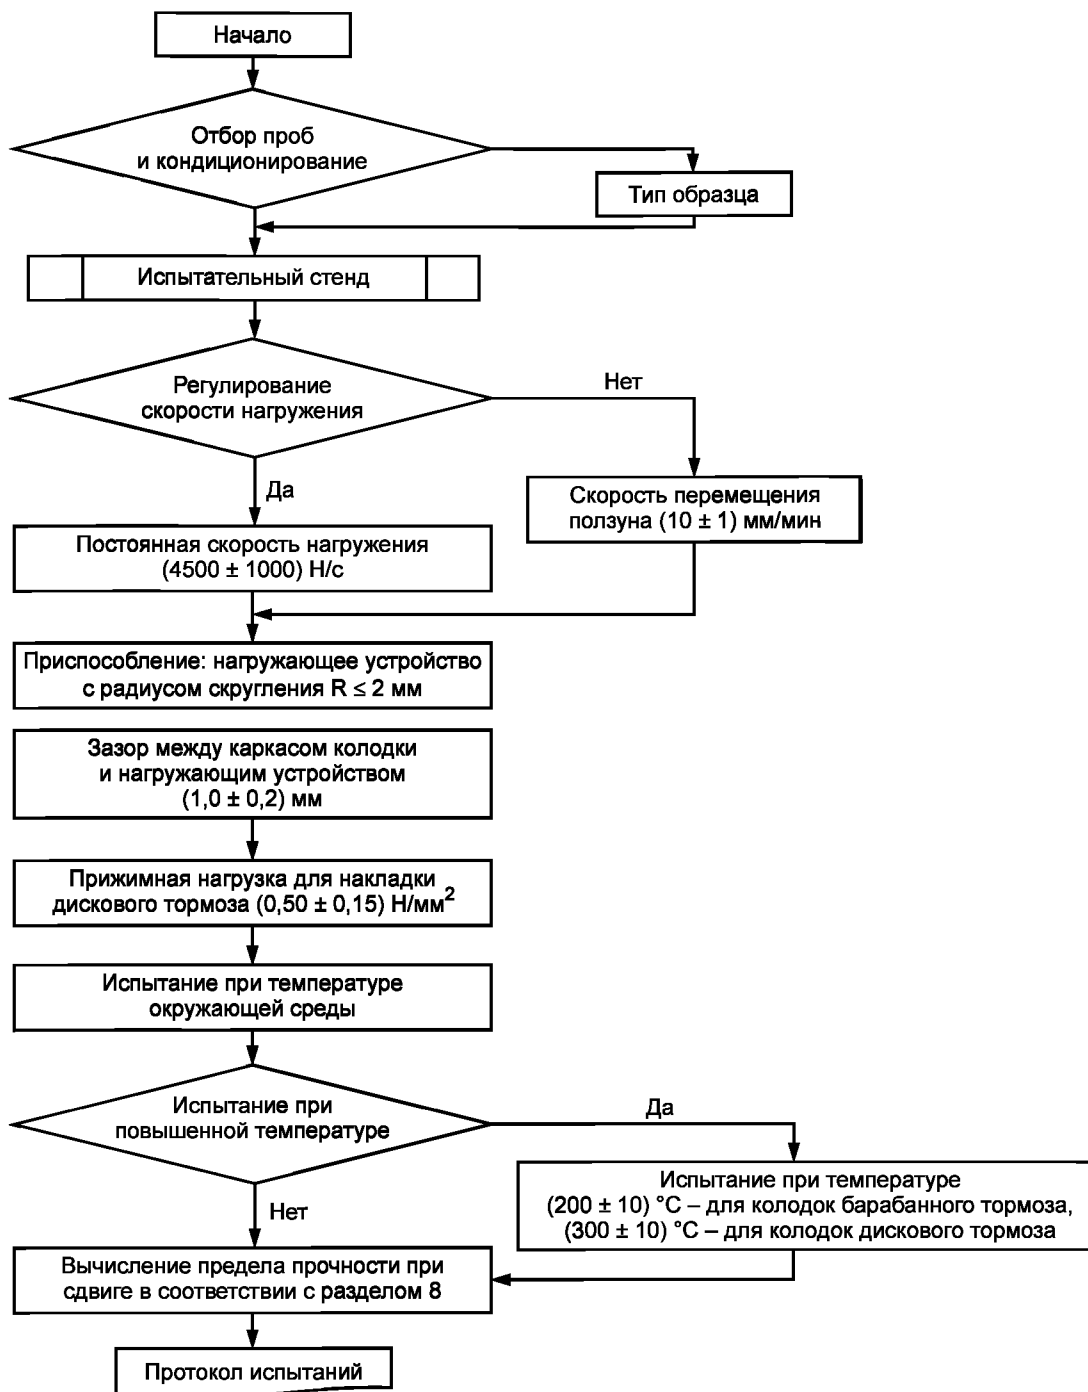 Начало
Отбор проб
и кондиционирование
Тип образца
Испытательный стенд
Регулирование
скорости нагружения
Нет
Да
Скорость перемещения
ползуна (10 ± 1) мм/мин
Постоянная скорость нагружения
(4500 ± 1000) Н/с
Приспособление: нагружающее устройство
с радиусом скругления R ≤ 2 мм
Зазор между каркасом колодки
и нагружающим устройством
(1,0 ± 0,2) мм
Прижимная нагрузка для накладки
дискового тормоза (0,50 ± 0,15) Н/мм²
Испытание при температуре
окружающей среды
Испытание при
повышенной температуре
Да
Испытание при температуре
(200 ± 10) °С – для колодок барабанного тормоза,
(300 ± 10) °С – для колодок дискового тормоза
Нет
Вычисление предела прочности при
сдвиге в соответствии с разделом 8
Протокол испытаний